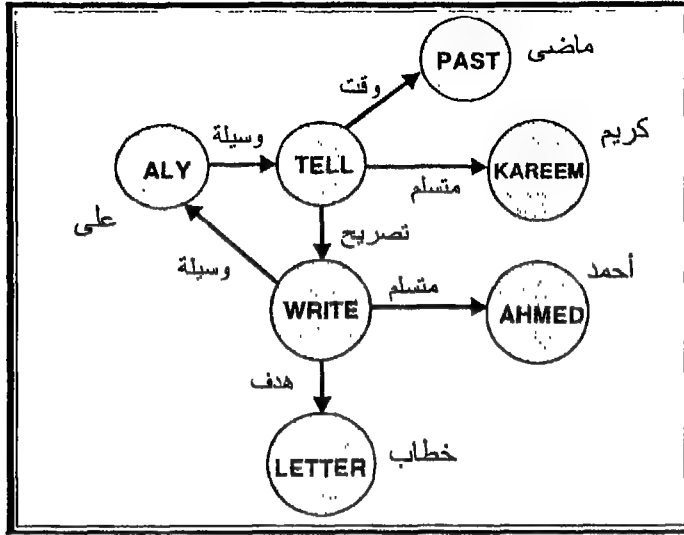 PAST
ماضى
وقت
وسيلة
كريم
ALY
TELL
KAREEM
متسلم
على
تصريح
وسيلة
أحمد
متسلم
WRITE
AHMED
هدف
خطاب
LETTER